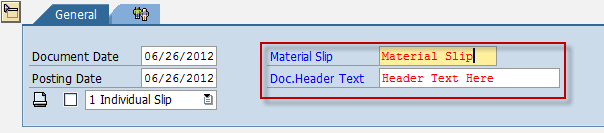 General
Document Date 06/26/2012 Material Slip Material Slip
Posting Date 06/26/2012 Doc.Header Text Header Text Here
1 Individual Slip